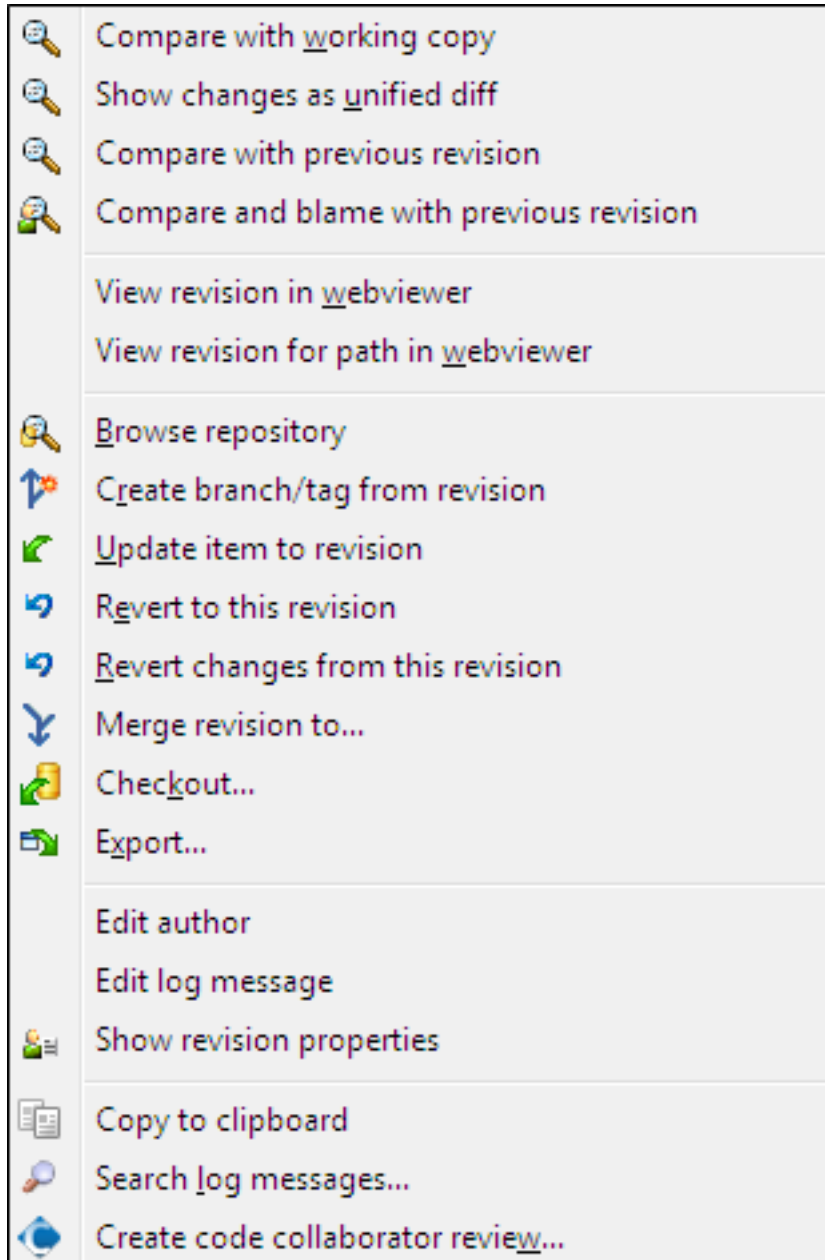 Compare with working copy
Show changes as unified diff
Compare with previous revision
Compare and blame with previous revision
View revision in webviewer
View revision for path in webviewer
Browse repository
Create branch/tag from revision
Update item to revision
Revert to this revision
Revert changes from this revision
Merge revision to...
Checkout...
Export...
Edit author
Edit log message
Show revision properties
Copy to clipboard
Search log messages...
Create code collaborator review...